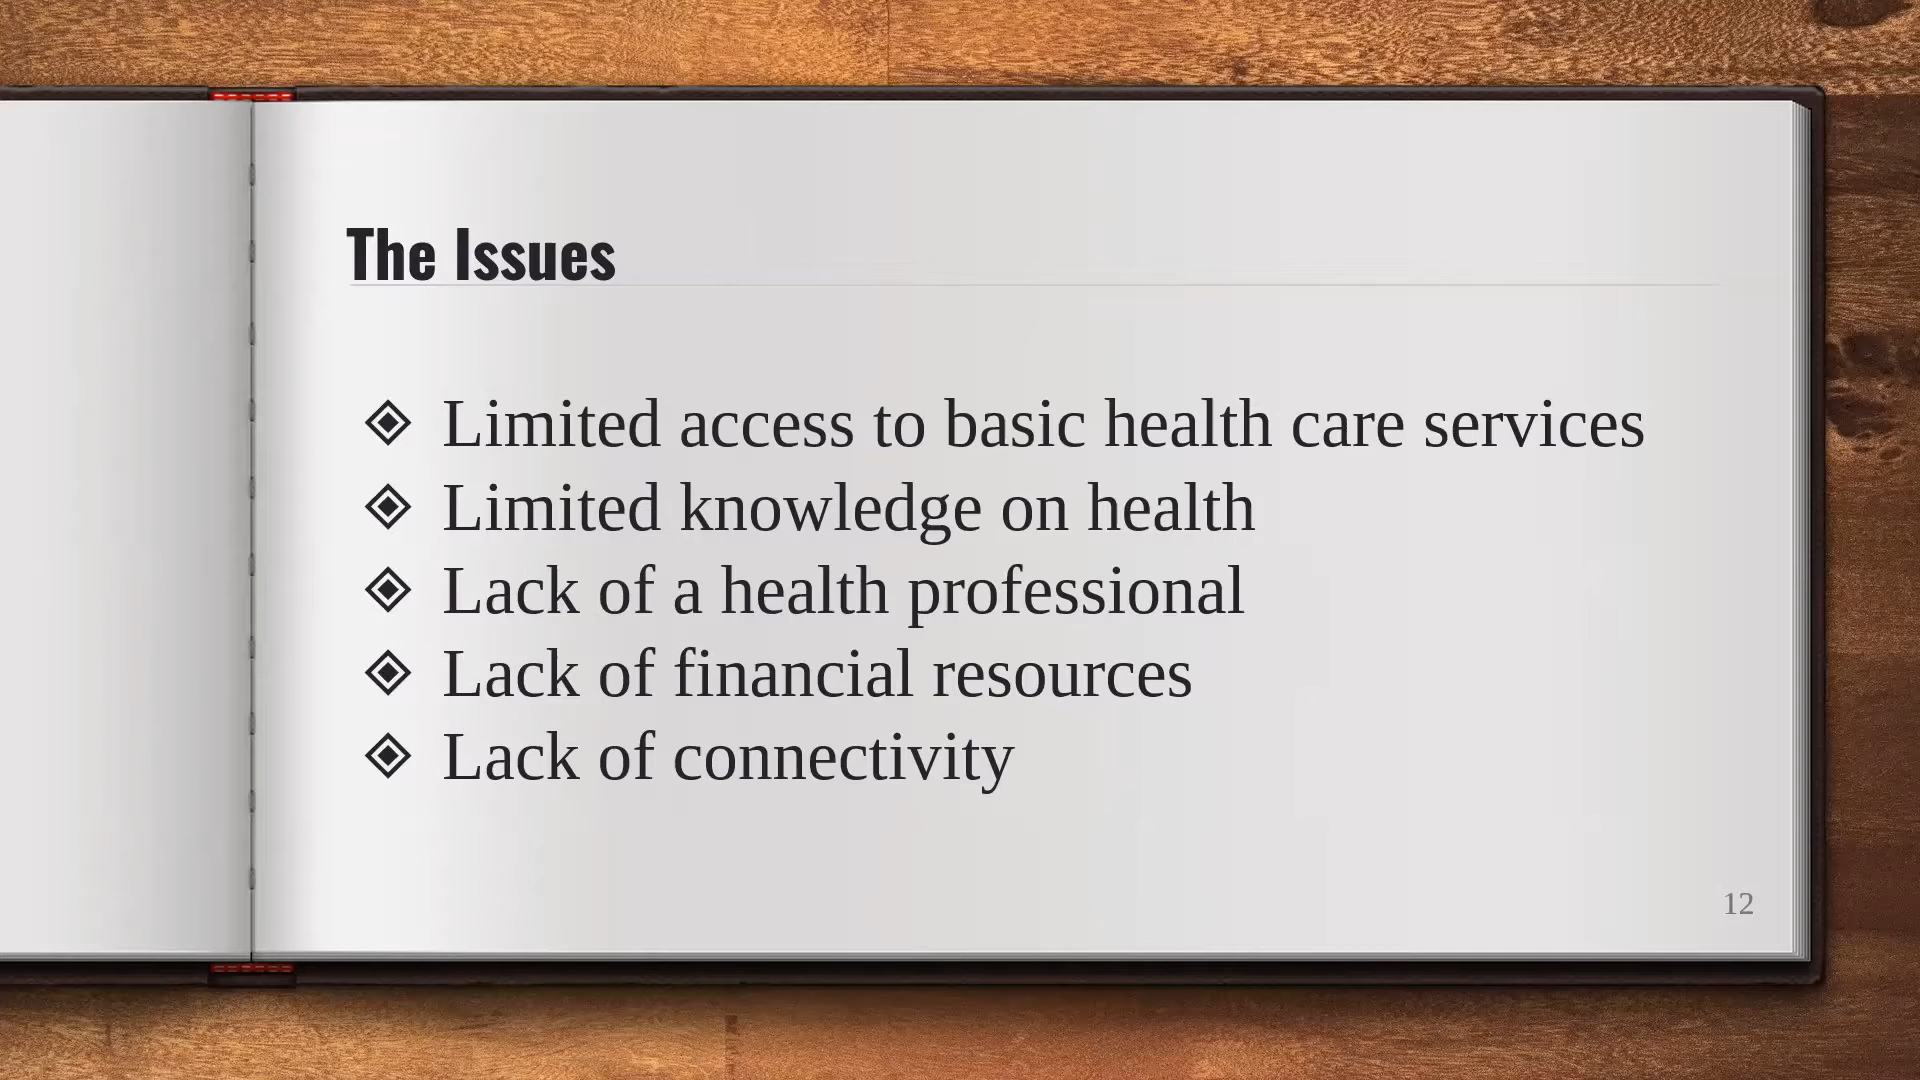 The Issues
Limited access to basic health care services
Limited knowledge on health
Lack of a health professional
Lack of financial resources
Lack of connectivity
12